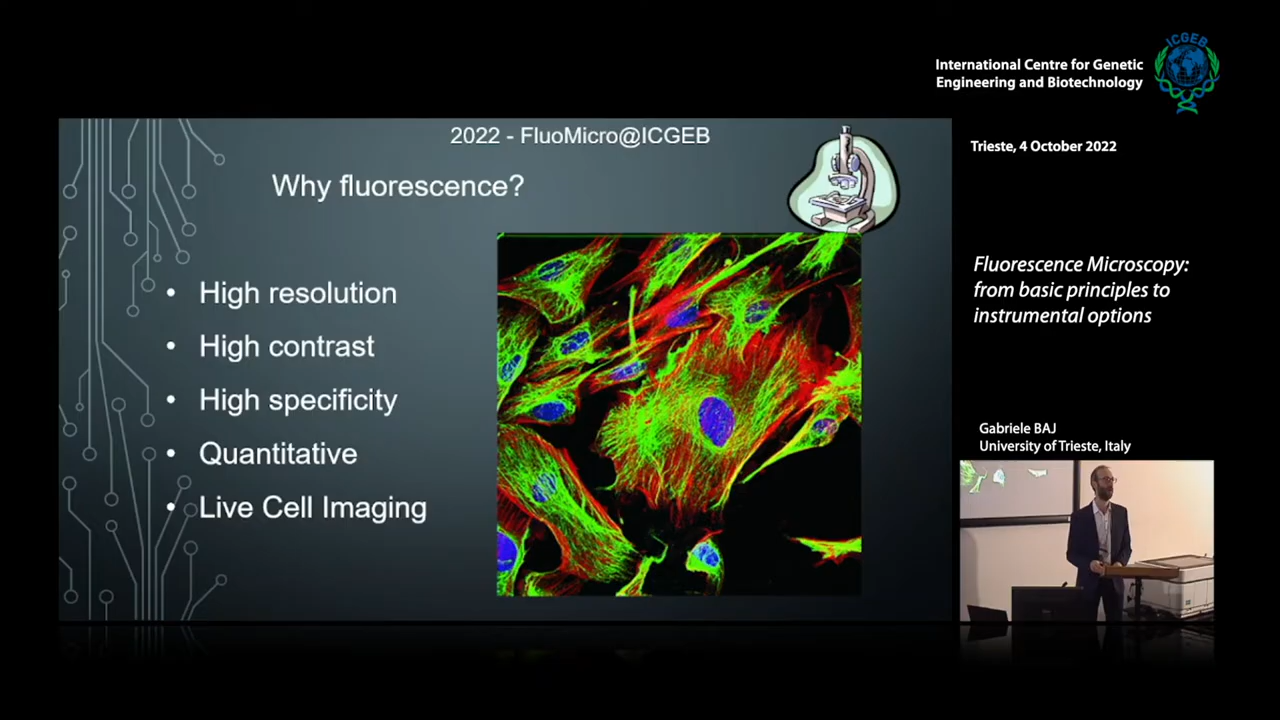 ICGEB
International Centre for Genetic
Engineering and Biotechnology
2022 - FluoMicro@ICGEB
Why fluorescence?
• High resolution
• High contrast
• High specificity
• Quantitative
• Live Cell Imaging
Trieste, 4 October 2022
Fluorescence Microscopy:
from basic principles to
instrumental options
Gabriele BAJ
University of Trieste, Italy